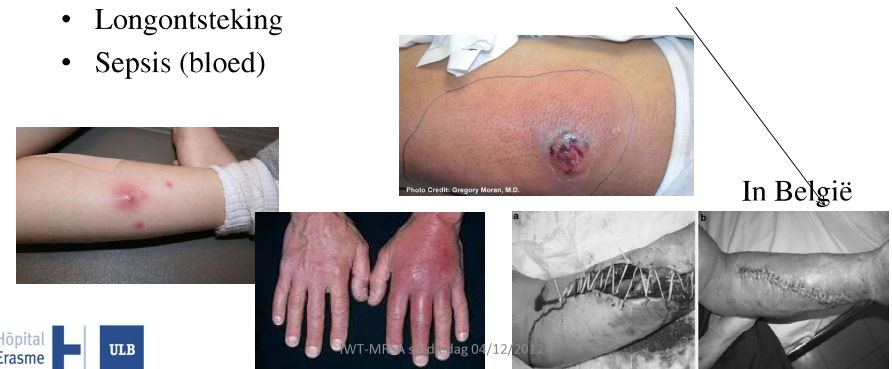 • Longontsteking
• Sepsis (bloed)
Photo Credit: Gregory Moran, M.D.
In België
a
b
Hôpital
Erasme
ULB
IWT-MRSA studiedag 04/12/2012